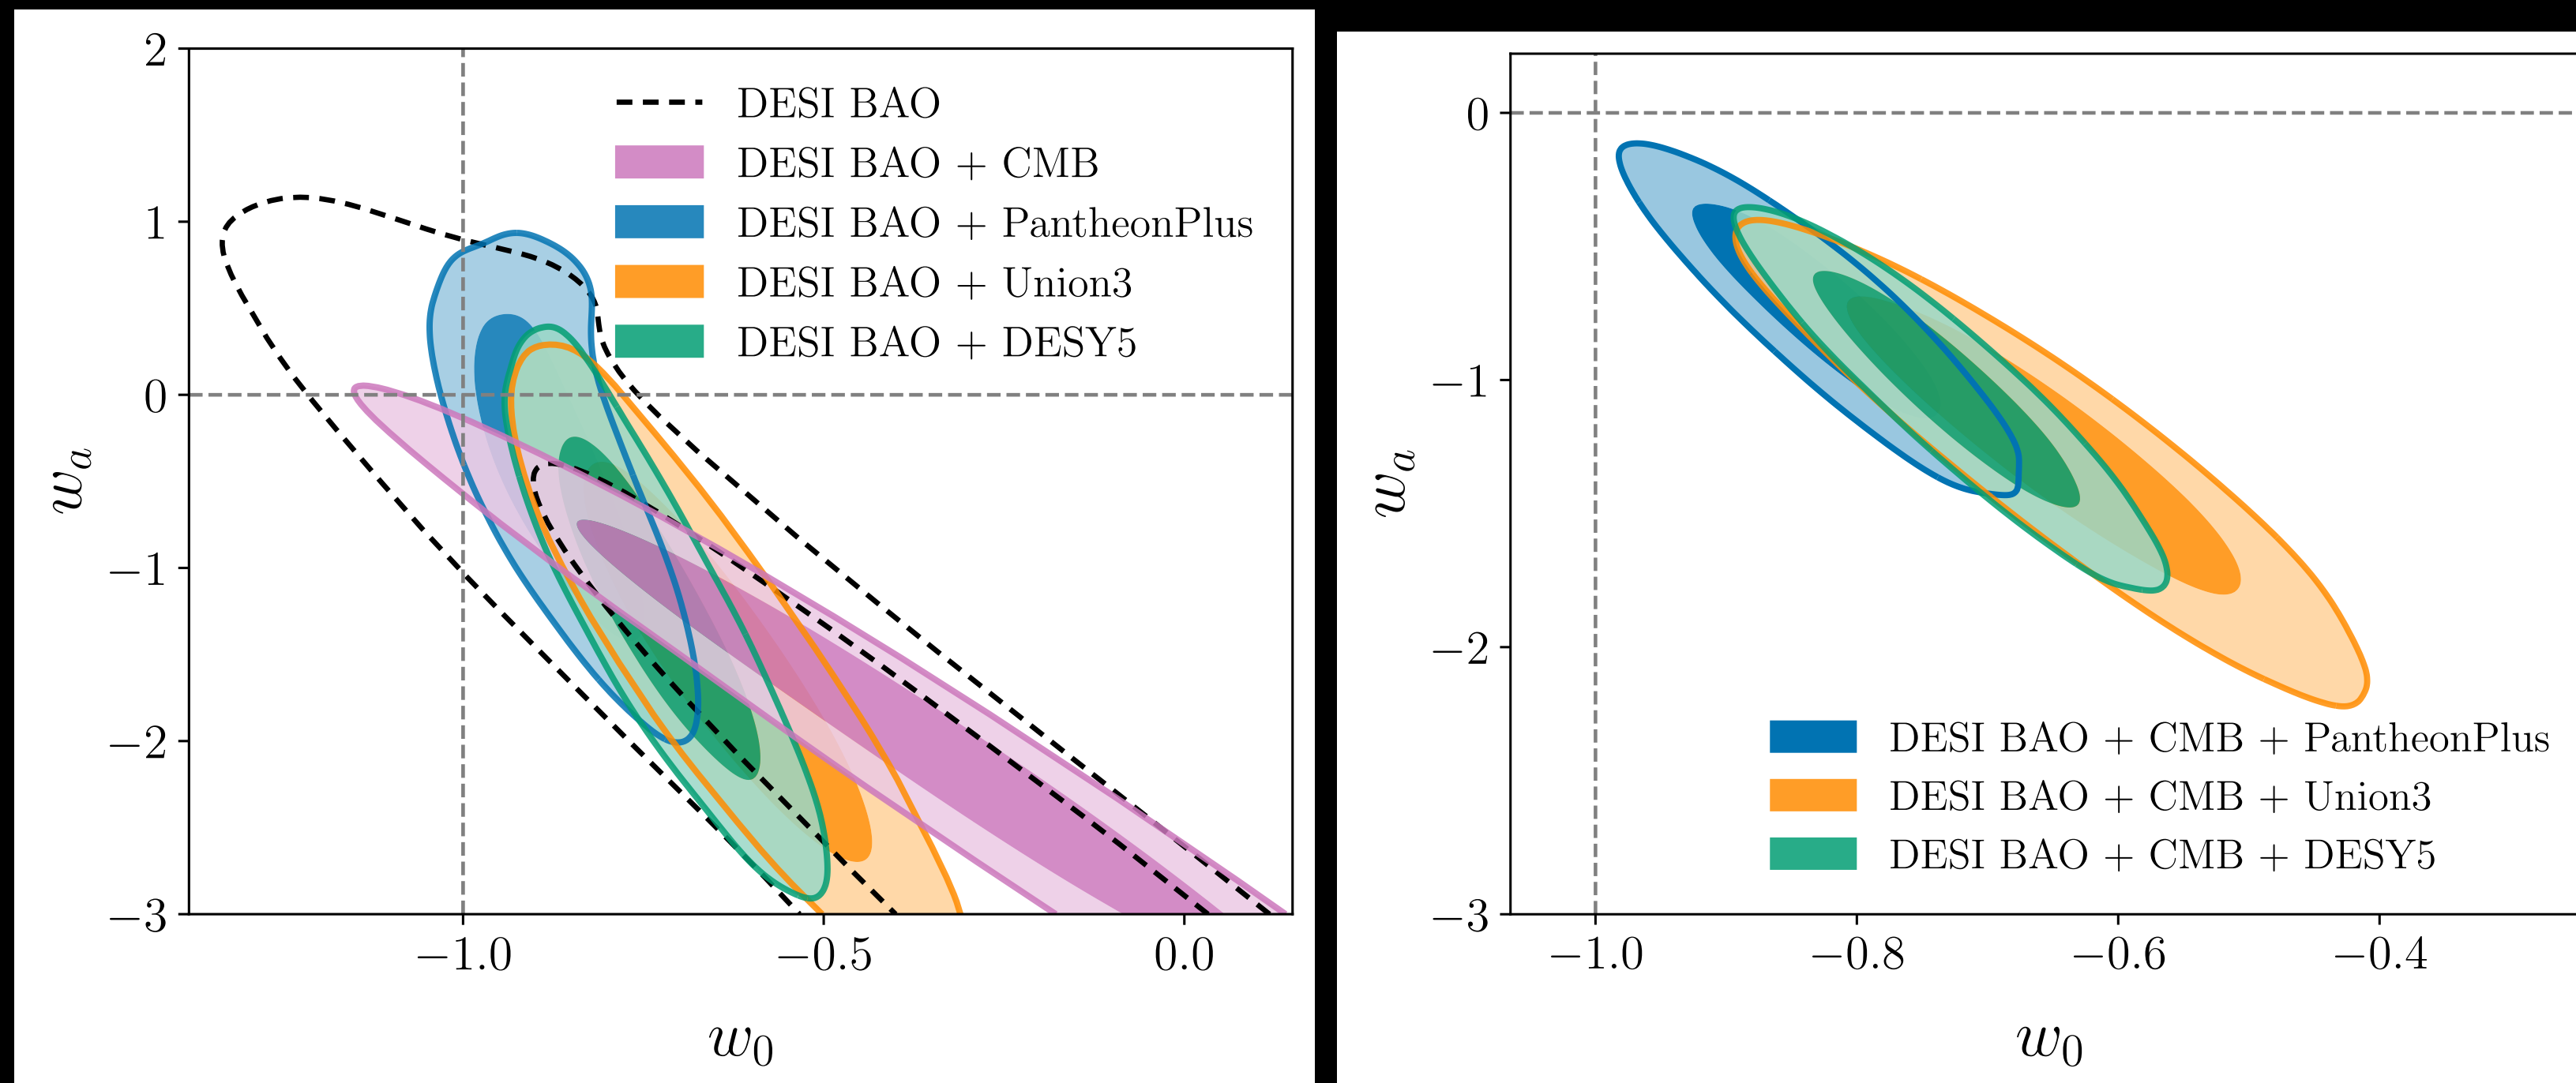 2
1
0
−1
−2
−3
w_a
DESI BAO
DESI BAO + CMB
DESI BAO + PantheonPlus
DESI BAO + Union3
DESI BAO + DESY5
−1.0 −0.5 0.0
w_0
0
−1
−2
−3
w_a
DESI BAO + CMB + PantheonPlus
DESI BAO + CMB + Union3
DESI BAO + CMB + DESY5
−1.0 −0.8 −0.6 −0.4
w_0